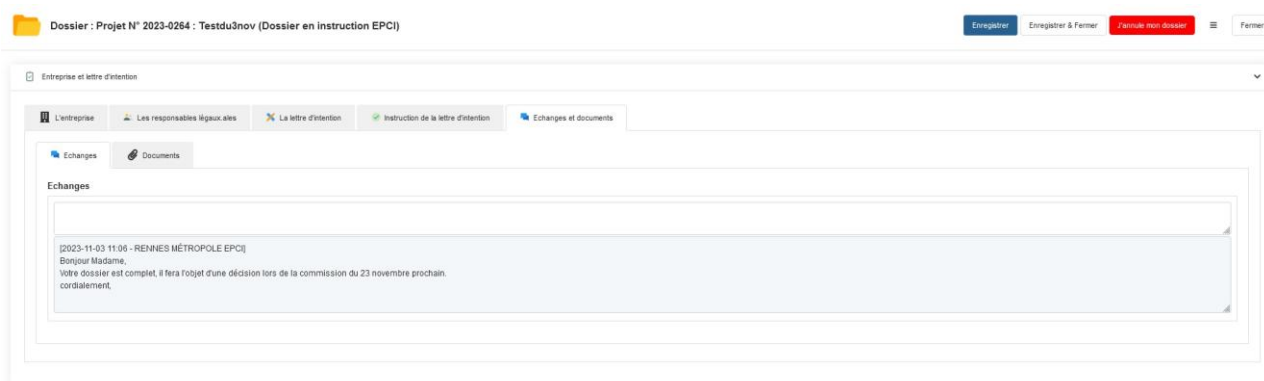 Dossier : Projet N° 2023-0264 : Testdu3nov (Dossier en instruction EPCI)
Enregistrer Enregistrer & Fermer J'annule mon dossier Fermer
Entreprise et lettre d'intention
L'entreprise Les responsables légaux.ales La lettre d'intention Instruction de la lettre d'intention Echanges et documents
Echanges Documents
Echanges
[2023-11-03 11:06 - RENNES MÉTROPOLE EPCI]
Bonjour Madame,
Votre dossier est complet, il fera l'objet d'une décision lors de la commission du 23 novembre prochain.
cordialement,